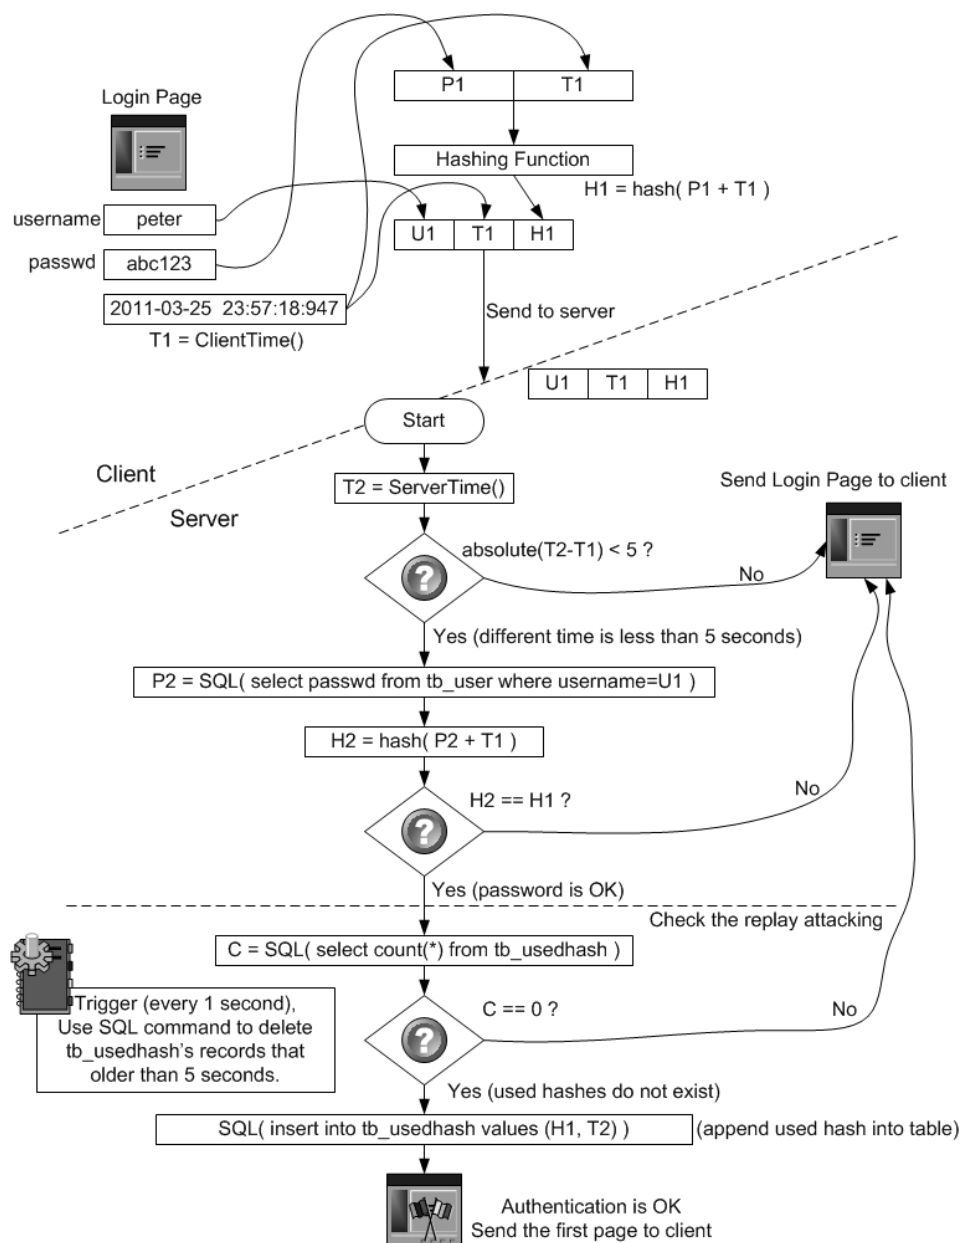 P1
T1
Login Page
Hashing Function
H1 = hash( P1 + T1 )
username
peter
U1
T1
H1
passwd
abc123
2011-03-25  23:57:18:947
Send to server
T1 = ClientTime()
U1
T1
H1
Start
Client
Send Login Page to client
T2 = ServerTime()
Server
absolute(T2-T1) < 5 ?
No
Yes (different time is less than 5 seconds)
P2 = SQL( select passwd from tb_user where username=U1 )
H2 = hash( P2 + T1 )
No
H2 == H1 ?
Yes (password is OK)
Check the replay attacking
C = SQL( select count(*) from tb_usedhash )
Trigger (every 1 second),
Use SQL command to delete
tb_usedhash's records that
older than 5 seconds.
C == 0 ?
No
Yes (used hashes do not exist)
SQL( insert into tb_usedhash values (H1, T2) )
(append used hash into table)
Authentication is OK
Send the first page to client